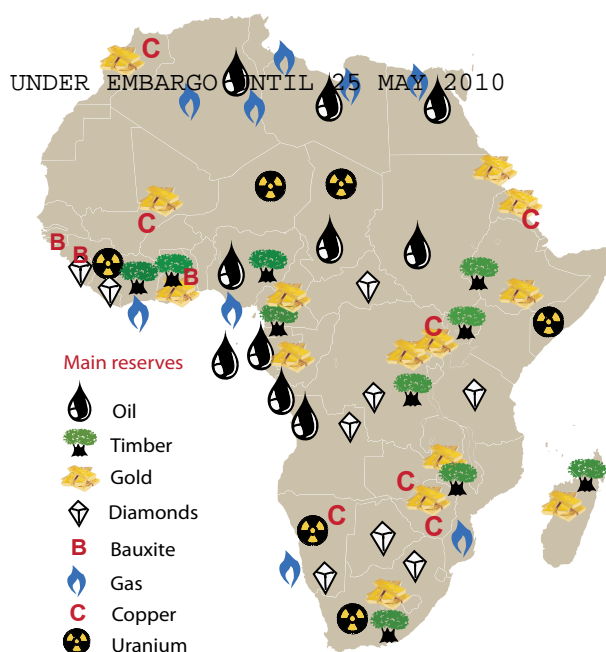 C
UNDER EMBARGO UNTIL 25 MAY 2010
C
C
B
B
B
C
Main reserves
Oil
Timber
Gold
Diamonds
C
B Bauxite
C
C
Gas
C Copper
Uranium